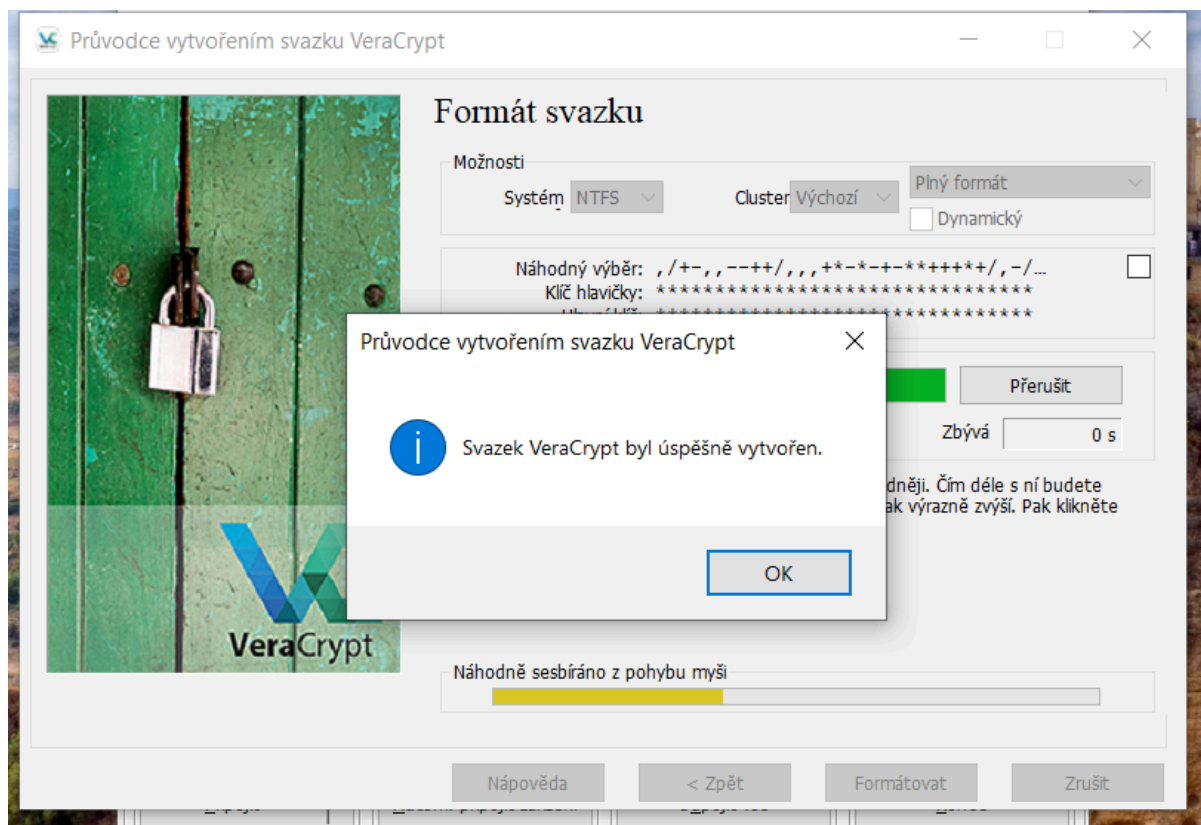 Průvodce vytvořením svazku VeraCrypt
Formát svazku
Možnosti
Systém NTFS Cluster Výchozí Plný formát
Dynamický
Náhodný výběr: ,/+-,,--++/,,,+*-*-+-**+++*+/,-/…
Klíč hlavičky: ********************************
********************************
Průvodce vytvořením svazku VeraCrypt
Přerušit
Svazek VeraCrypt byl úspěšně vytvořen.
Zbývá 0 s
Čím déle s ní budete
výrazně zvýší. Pak klikněte
OK
VeraCrypt
Náhodně sesbíráno z pohybu myši
Nápověda < Zpět Formátovat Zrušit